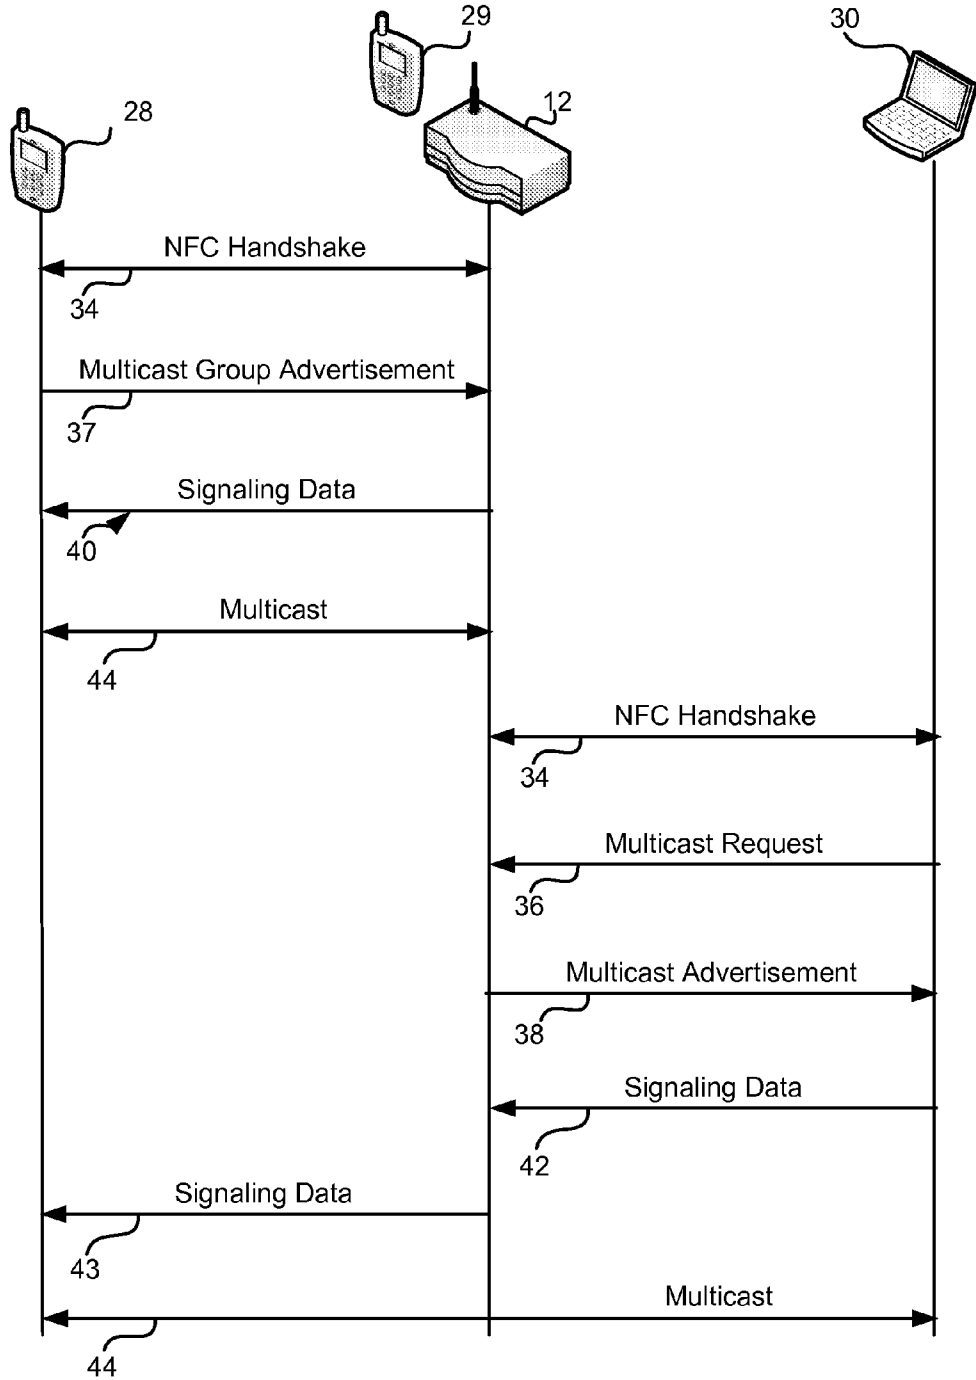 29
30
12
28
NFC Handshake
34
Multicast Group Advertisement
37
Signaling Data
40
Multicast
44
NFC Handshake
34
Multicast Request
36
Multicast Advertisement
38
Signaling Data
42
Signaling Data
43
Multicast
44